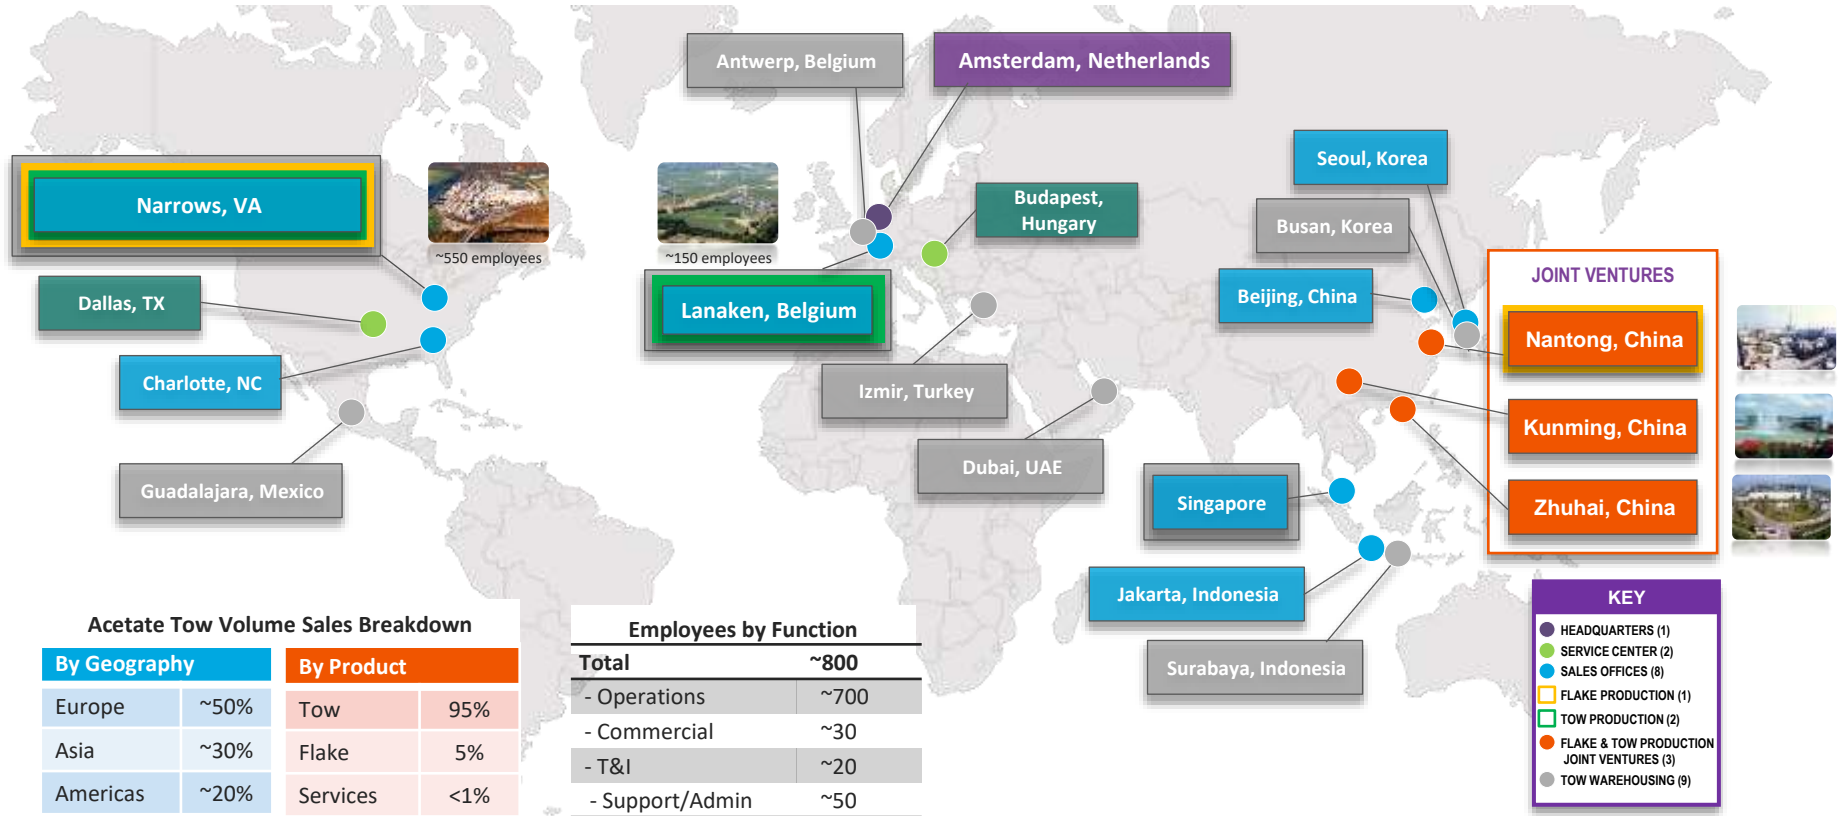 Antwerp, Belgium
Amsterdam, Netherlands
Narrows, VA
~550 employees
~150 employees
Budapest,
Hungary
Seoul, Korea
Busan, Korea
Dallas, TX
Lanaken, Belgium
Beijing, China
JOINT VENTURES
Nantong, China
Charlotte, NC
Izmir, Turkey
Kunming, China
Guadalajara, Mexico
Dubai, UAE
Singapore
Zhuhai, China
Jakarta, Indonesia
Surabaya, Indonesia
Acetate Tow Volume Sales Breakdown
By Geography
Europe ~50%
Asia ~30%
Americas ~20%
By Product
Tow 95%
Flake 5%
Services <1%
Employees by Function
Total ~800
- Operations ~700
- Commercial ~30
- T&I ~20
- Support/Admin ~50
KEY
HEADQUARTERS (1)
SERVICE CENTER (2)
SALES OFFICES (8)
FLAKE PRODUCTION (1)
TOW PRODUCTION (2)
FLAKE & TOW PRODUCTION
JOINT VENTURES (3)
TOW WAREHOUSING (9)